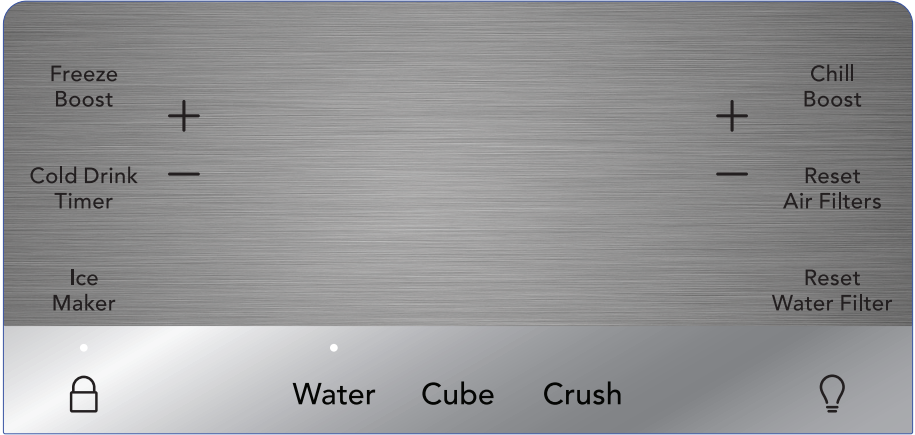 Freeze
Boost
+
−
Cold Drink
Timer
Ice
Maker
Chill
Boost
+
−
Reset
Air Filters
Reset
Water Filter
Water Cube Crush